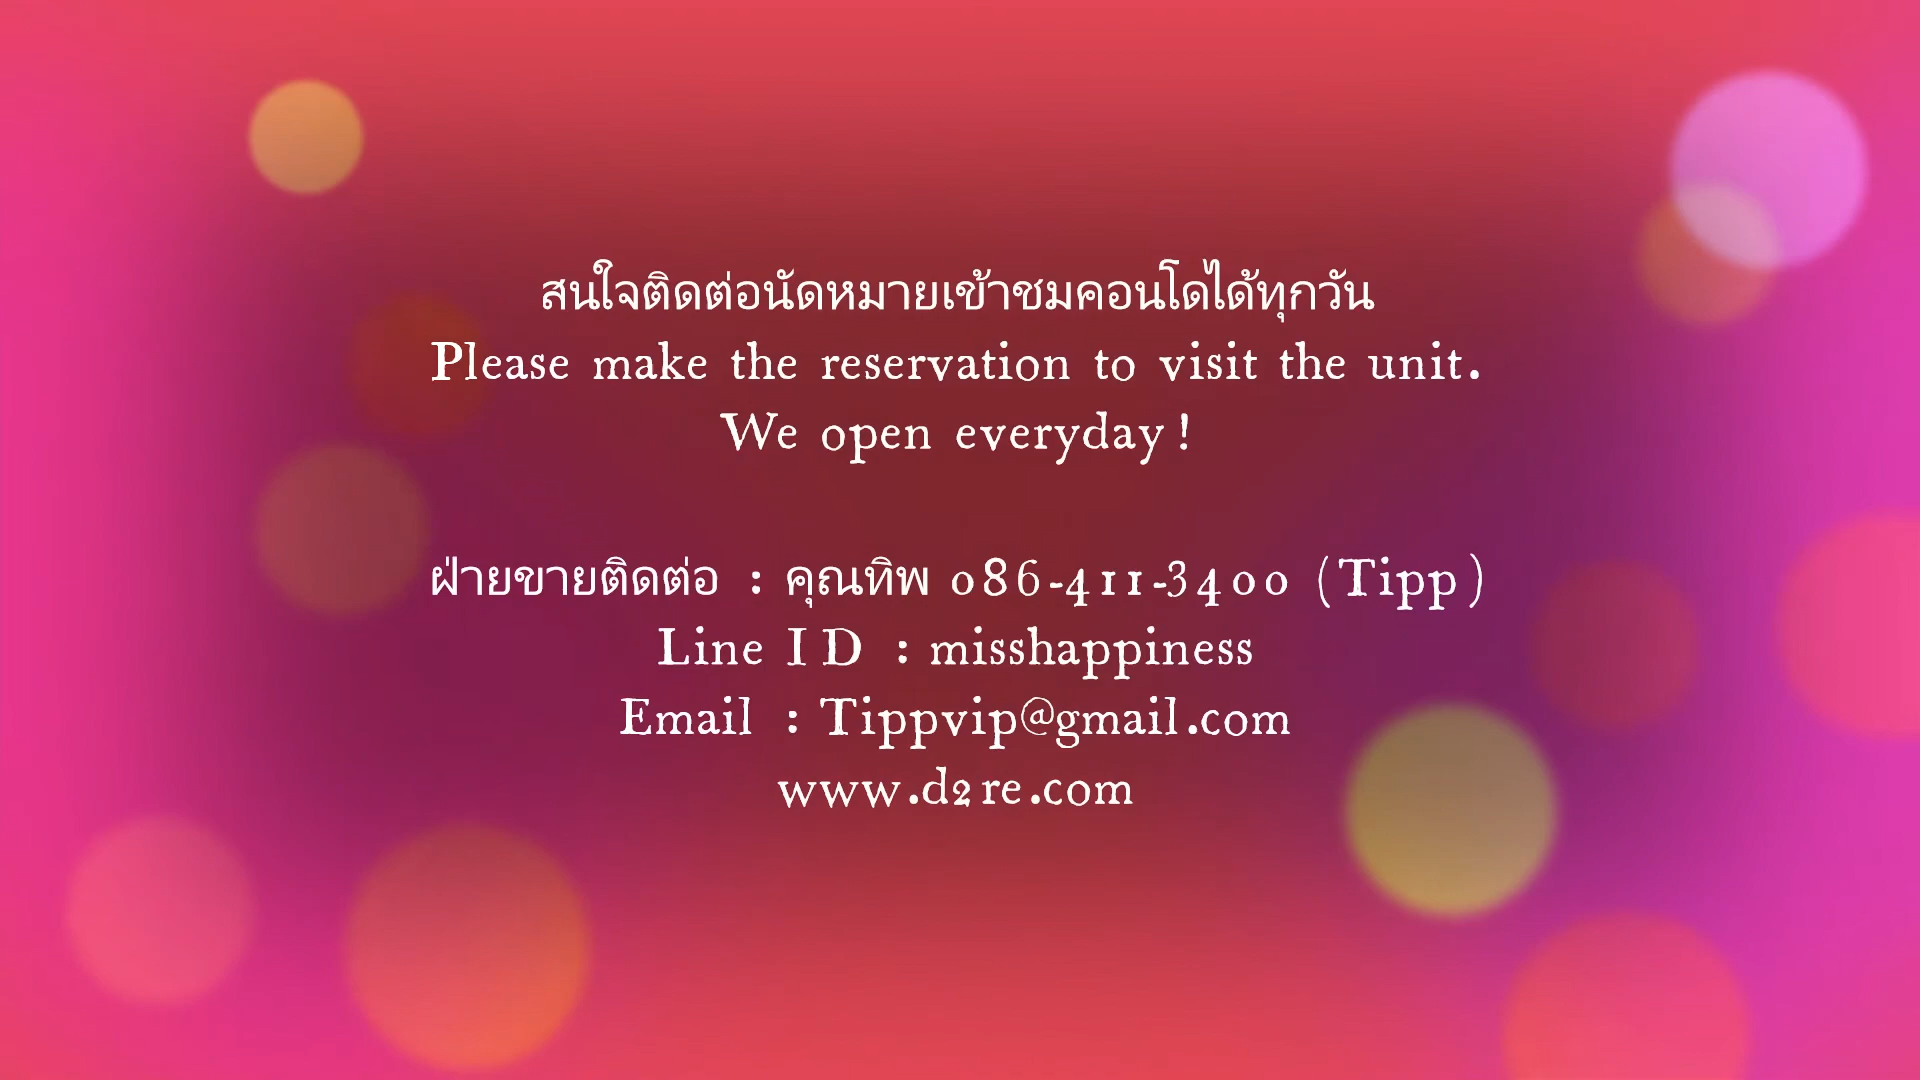 สนใจติดต่อนัดหมายเข้าชมคอนโดได้ทุกวัน
Please make the reservation to visit the unit.
We open everyday!
ฝ่ายขายติดต่อ : คุณทิพ 086-411-3400 (Tipp)
Line ID : misshappiness
Email : Tippvip@gmail.com
www.d2re.com